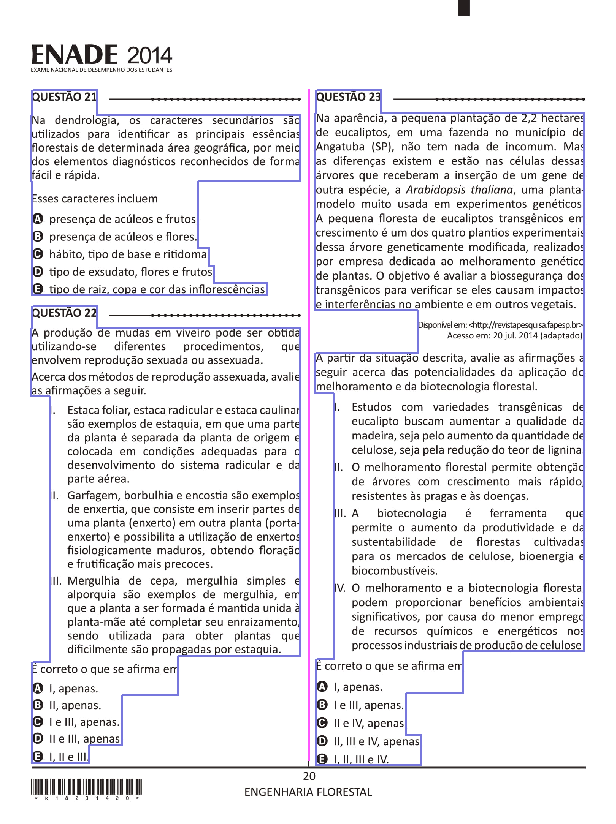 ENADE 2014
EXAME NACIONAL DE DESEMPENHO DOS ESTUDANTES
QUESTÃO 21
Na dendrologia, os caracteres secundários são
utilizados para identificar as principais essências
florestais de determinada área geográfica, por meio
dos elementos diagnósticos reconhecidos de forma
fácil e rápida.
Esses caracteres incluem
A presença de acúleos e frutos.
B presença de acúleos e flores.
C hábito, tipo de base e ritidoma.
D tipo de exsudato, flores e frutos.
E tipo de raiz, copa e cor das inflorescências.
QUESTÃO 22
A produção de mudas em viveiro pode ser obtida
utilizando-se diferentes procedimentos, que
envolvem reprodução sexuada ou assexuada.
Acerca dos métodos de reprodução assexuada, avalie
as afirmações a seguir.
I. Estaca foliar, estaca radicular e estaca caulinar
são exemplos de estaquia, em que uma parte
da planta é separada da planta de origem e
colocada em condições adequadas para o
desenvolvimento do sistema radicular e da
parte aérea.
II. Garfagem, borbulhia e encostia são exemplos
de enxertia, que consiste em inserir partes de
uma planta (enxerto) em outra planta (porta-
enxerto) e possibilita a utilização de enxertos
fisiologicamente maduros, obtendo floração
e frutificação mais precoces.
III. Mergulhia de cepa, mergulhia simples e
alporquia são exemplos de mergulhia, em
que a planta a ser formada é mantida unida à
planta-mãe até completar seu enraizamento,
sendo utilizada para obter plantas que
dificilmente são propagadas por estaquia.
É correto o que se afirma em
A I, apenas.
B II, apenas.
C I e III, apenas.
D II e III, apenas.
E I, II e III.
QUESTÃO 23
Na aparência, a pequena plantação de 2,2 hectares
de eucaliptos, em uma fazenda no município de
Angatuba (SP), não tem nada de incomum. Mas
as diferenças existem e estão nas células dessas
árvores que receberam a inserção de um gene de
outra espécie, a Arabidopsis thaliana, uma planta-
modelo muito usada em experimentos genéticos.
A pequena floresta de eucaliptos transgênicos em
crescimento é um dos quatro plantios experimentais
dessa árvore geneticamente modificada, realizados
por empresa dedicada ao melhoramento genético
de plantas. O objetivo é avaliar a biossegurança dos
transgênicos para verificar se eles causam impactos
e interferências no ambiente e em outros vegetais.
Disponível em: <http://revistapesquisa.fapesp.br>
Acesso em: 20 jul. 2014 (adaptado)
A partir da situação descrita, avalie as afirmações a
seguir acerca das potencialidades da aplicação do
melhoramento e da biotecnologia florestal.
I. Estudos com variedades transgênicas de
eucalipto buscam aumentar a qualidade da
madeira, seja pelo aumento da quantidade de
celulose, seja pela redução do teor de lignina.
II. O melhoramento florestal permite obtenção
de árvores com crescimento mais rápido,
resistentes às pragas e às doenças.
III. A biotecnologia é ferramenta que
permite o aumento da produtividade e da
sustentabilidade de florestas cultivadas
para os mercados de celulose, bioenergia e
biocombustíveis.
IV. O melhoramento e a biotecnologia florestal
podem proporcionar benefícios ambientais
significativos, por causa do menor emprego
de recursos químicos e energéticos nos
processos industriais de produção de celulose.
É correto o que se afirma em
A I, apenas.
B I e III, apenas.
C II e IV, apenas.
D II, III e IV, apenas.
E I, II, III e IV.
20
ENGENHARIA FLORESTAL